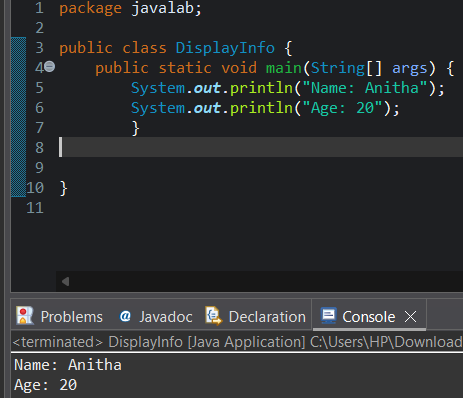 1 package javalab;
2
3 public class DisplayInfo {
4 public static void main(String[] args) {
5 System.out.println("Name: Anitha");
6 System.out.println("Age: 20");
7 }
8
9
10 }
11
Problems @ Javadoc Declaration Console
<terminated> DisplayInfo [Java Application] C:\Users\HP\Download
Name: Anitha
Age: 20